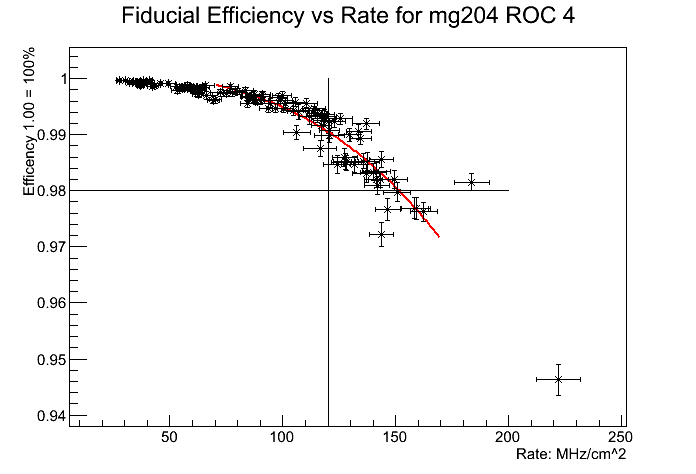 Fiducial Efficiency vs Rate for mg204 ROC 4
Efficency 1.00 = 100%
1
0.99
0.98
0.97
0.96
0.95
0.94
50 100 150 200 250
Rate: MHz/cm^2